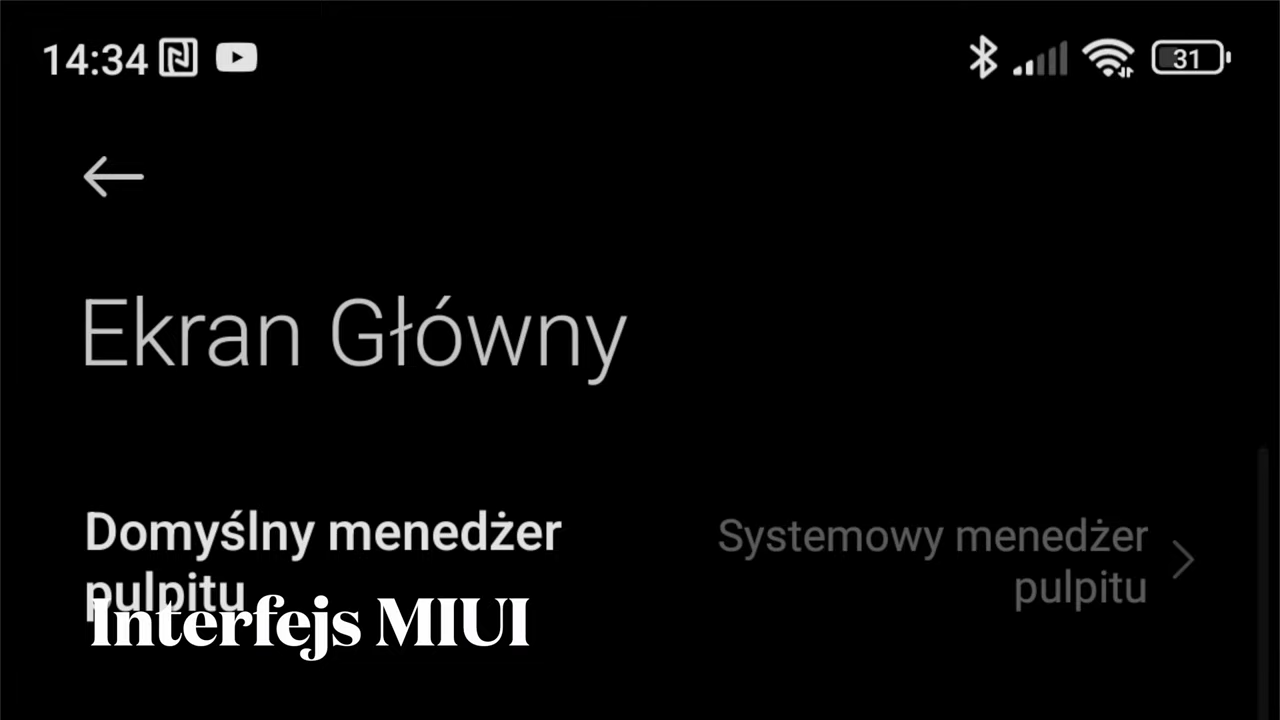 14:34
31
Ekran Główny
Domyślny menedżer
pulpitu
Systemowy menedżer
pulpitu
Interfejs MIUI